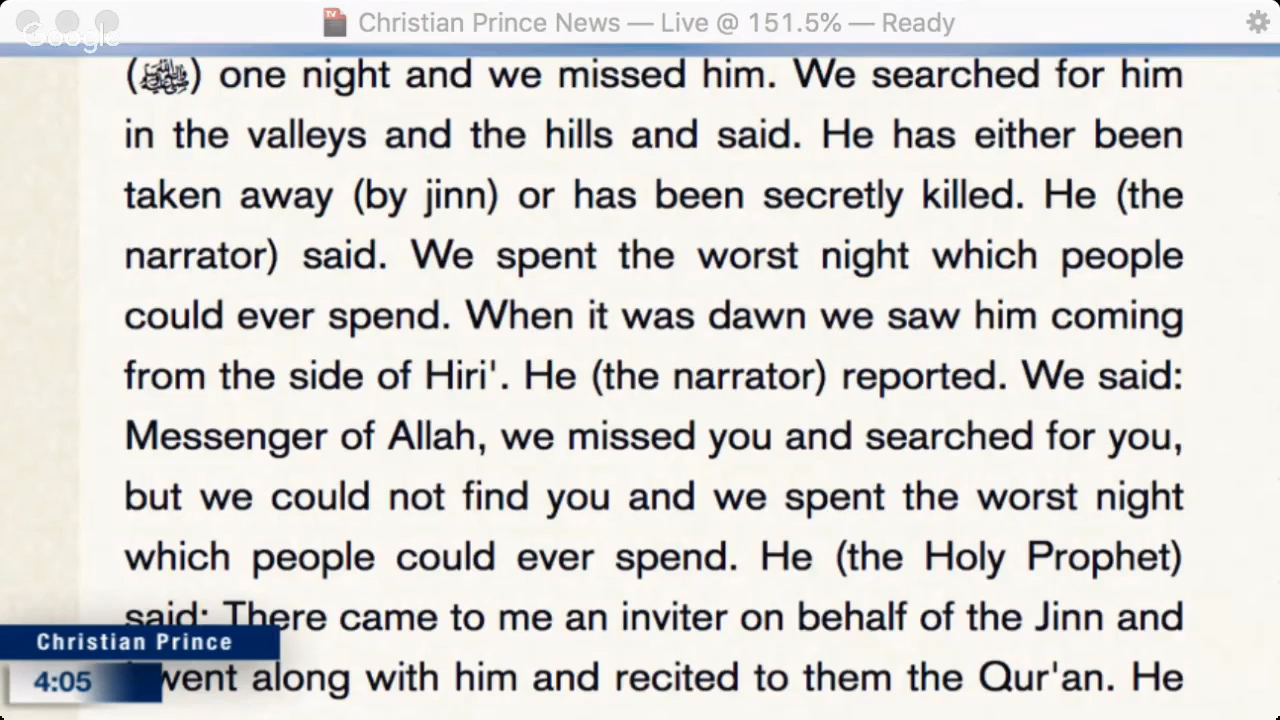 Christian Prince News — Live @ 151.5% — Ready
Google
(ﷺ) one night and we missed him. We searched for him
in the valleys and the hills and said. He has either been
taken away (by jinn) or has been secretly killed. He (the
narrator) said. We spent the worst night which people
could ever spend. When it was dawn we saw him coming
from the side of Hiri'. He (the narrator) reported. We said:
Messenger of Allah, we missed you and searched for you,
but we could not find you and we spent the worst night
which people could ever spend. He (the Holy Prophet)
said: There came to me an inviter on behalf of the Jinn and
went along with him and recited to them the Qur'an. He
Christian Prince
4:05